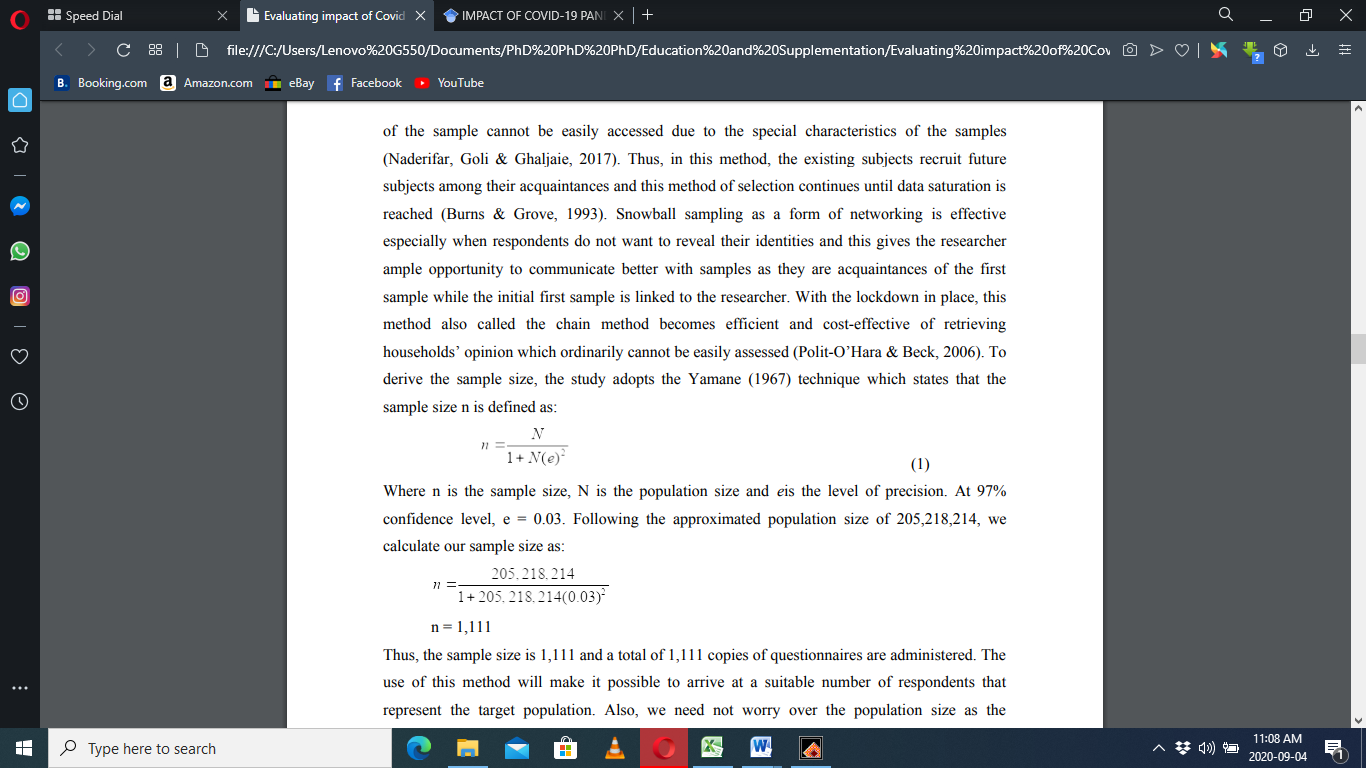 Speed Dial
Evaluating impact of Covid
IMPACT OF COVID-19 PAN
file:///C:/Users/Lenovo%20G550/Documents/PhD%20PhD%20PhD/Education%20and%20Supplementation/Evaluating%20impact%20of%20Cov
B. Booking.com
a Amazon.com
eBay
Facebook
YouTube
of the sample cannot be easily accessed due to the special characteristics of the samples
(Naderifar, Goli & Ghaljaie, 2017). Thus, in this method, the existing subjects recruit future
subjects among their acquaintances and this method of selection continues until data saturation is
reached (Burns & Grove, 1993). Snowball sampling as a form of networking is effective
especially when respondents do not want to reveal their identities and this gives the researcher
ample opportunity to communicate better with samples as they are acquaintances of the first
sample while the initial first sample is linked to the researcher. With the lockdown in place, this
method also called the chain method becomes efficient and cost-effective of retrieving
households’ opinion which ordinarily cannot be easily assessed (Polit-O’Hara & Beck, 2006). To
derive the sample size, the study adopts the Yamane (1967) technique which states that the
sample size n is defined as:
n = N
1 + N(e)²
(1)
Where n is the sample size, N is the population size and eis the level of precision. At 97%
confidence level, e = 0.03. Following the approximated population size of 205,218,214, we
calculate our sample size as:
n = 205, 218, 214
1 + 205, 218, 214(0.03)²
n = 1,111
Thus, the sample size is 1,111 and a total of 1,111 copies of questionnaires are administered. The
use of this method will make it possible to arrive at a suitable number of respondents that
represent the target population. Also, we need not worry over the population size as the
Type here to search
11:08 AM
2020-09-04
1